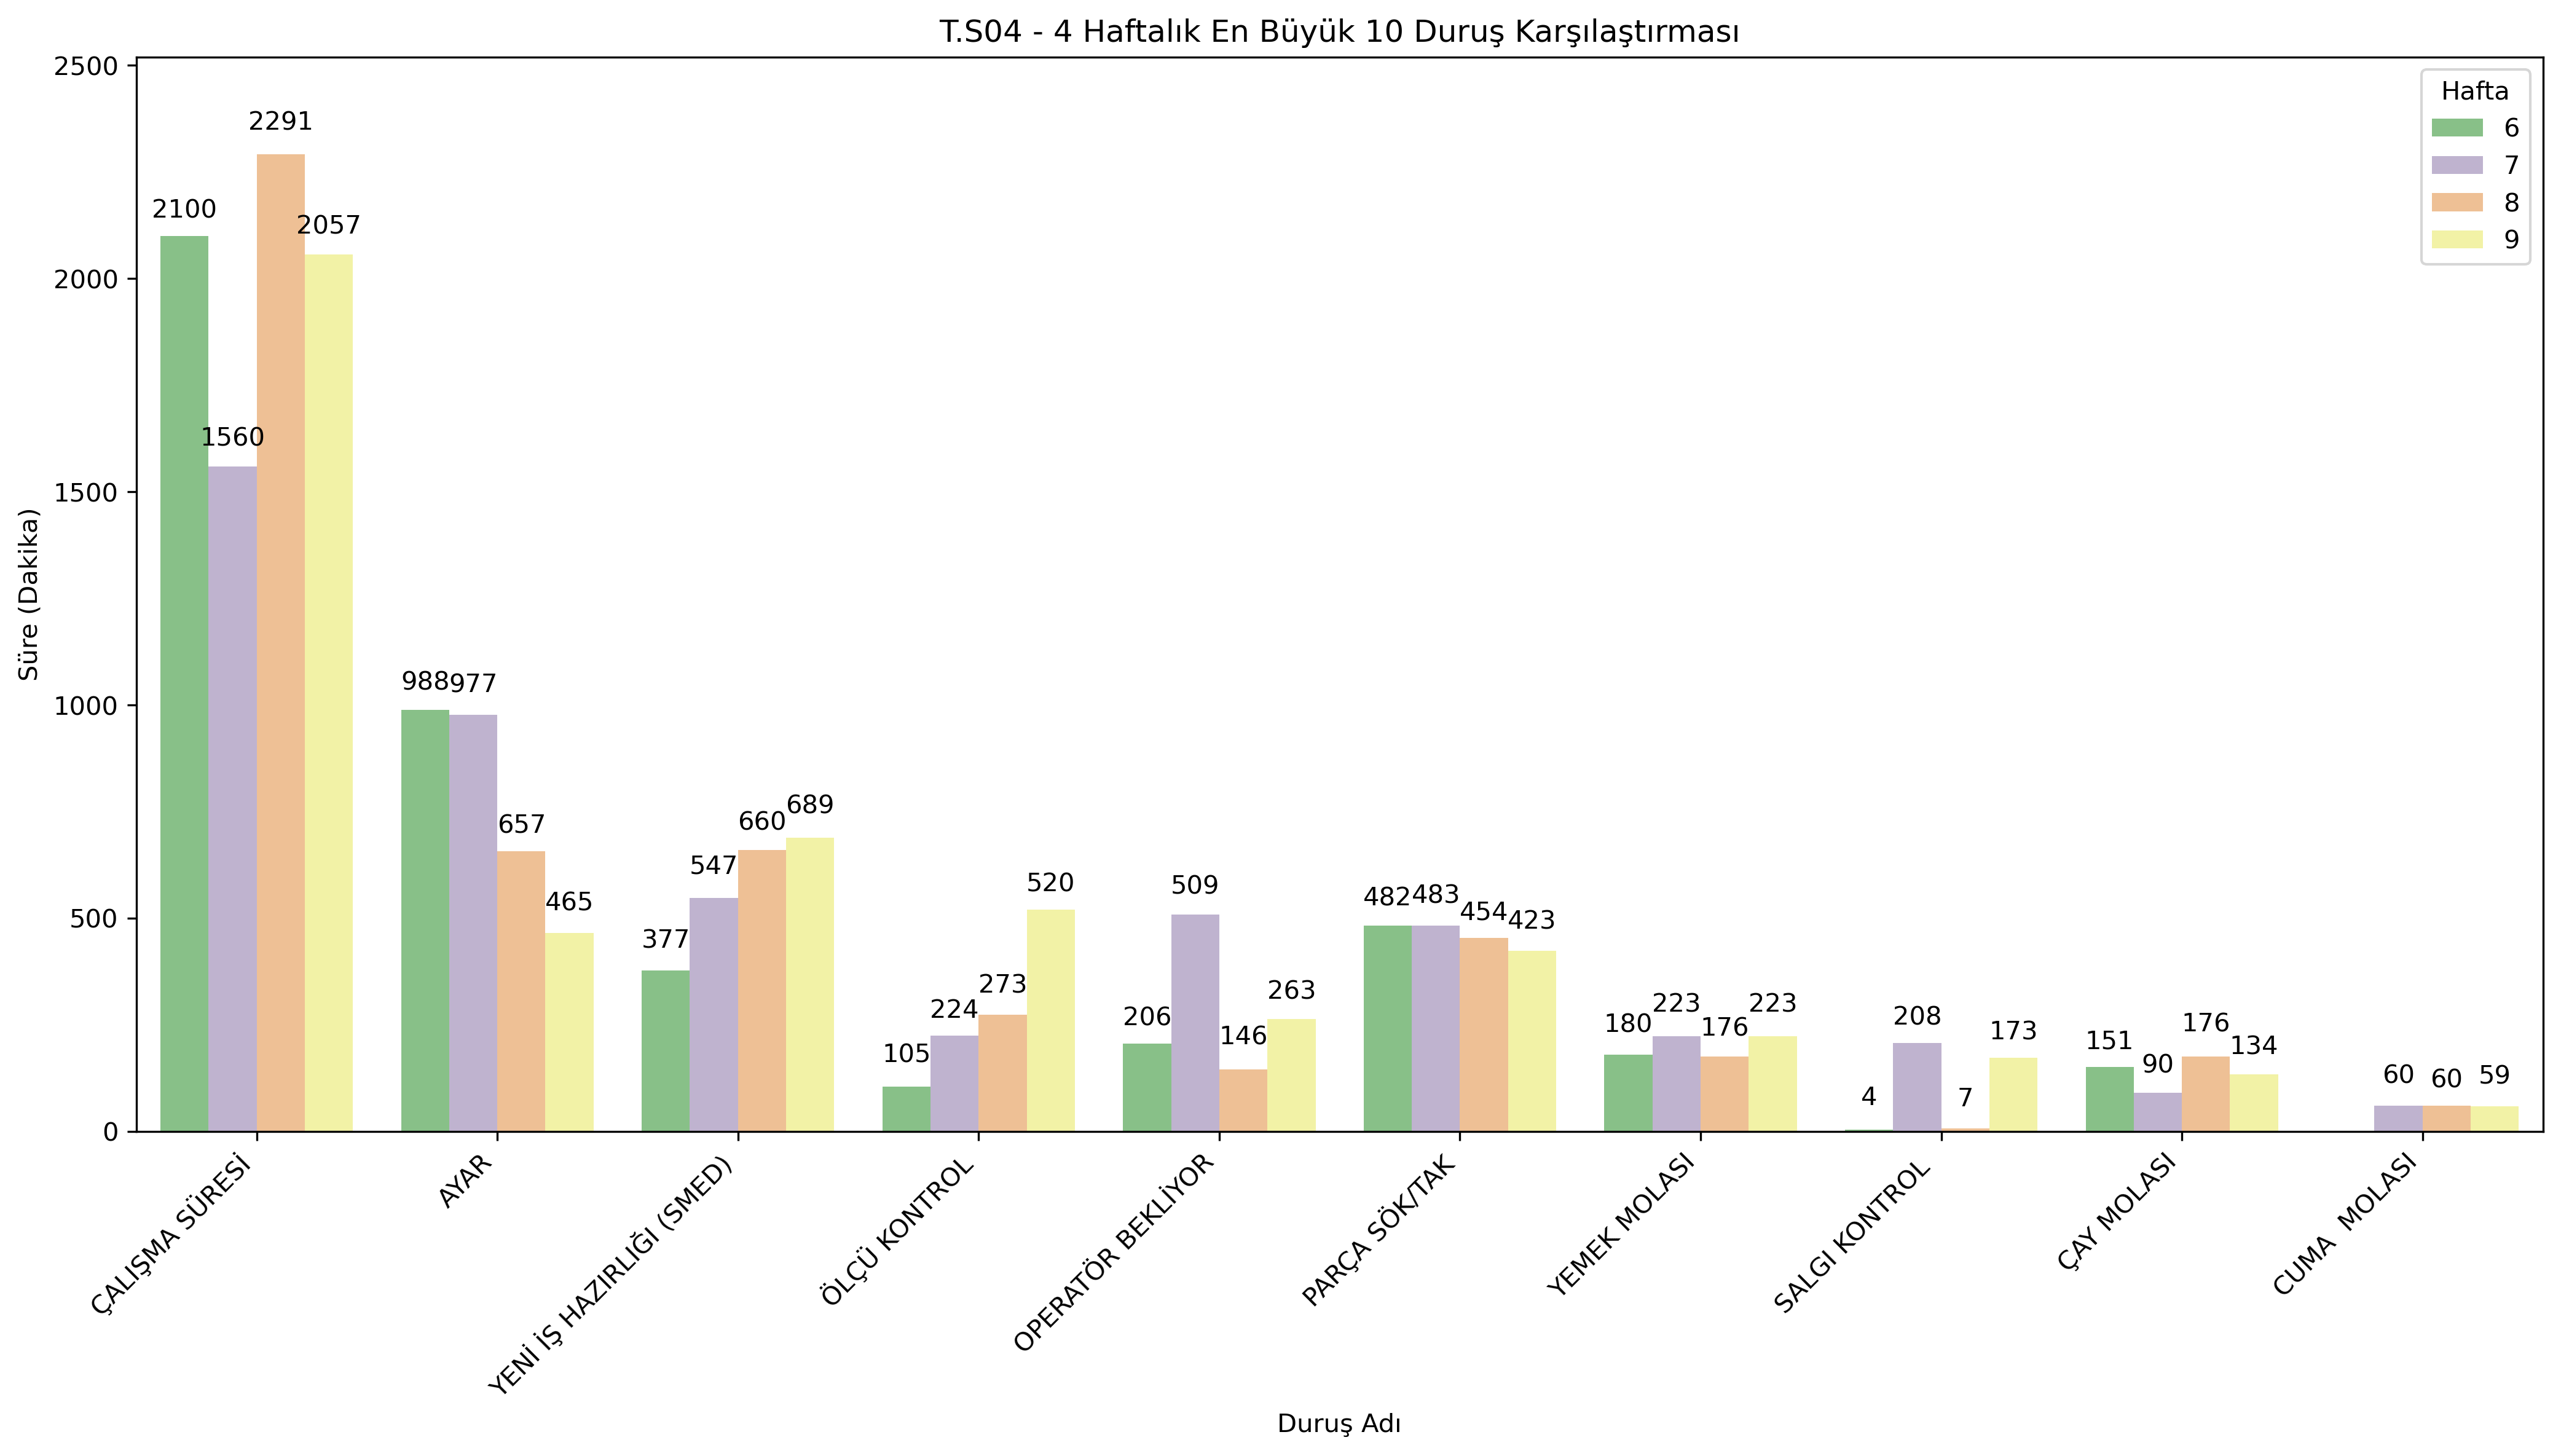 T.S04 - 4 Haftalık En Büyük 10 Duruş Karşılaştırması
Süre (Dakika)
2500
2000
1500
1000
500
0
Hafta
6
7
8
9
2100 1560 2291 2057
988 977 657 465
377 547 660 689
105 224 273 520
206 509 146 263
482 483 454 423
180 223 176 223
4 208 7 173
151 90 176 134
60 60 59
ÇALIŞMA SÜRESİ
AYAR
YENİ İŞ HAZIRLIĞI (SMED)
ÖLÇÜ KONTROL
OPERATÖR BEKLİYOR
PARÇA SÖK/TAK
YEMEK MOLASI
SALGI KONTROL
ÇAY MOLASI
CUMA  MOLASI
Duruş Adı